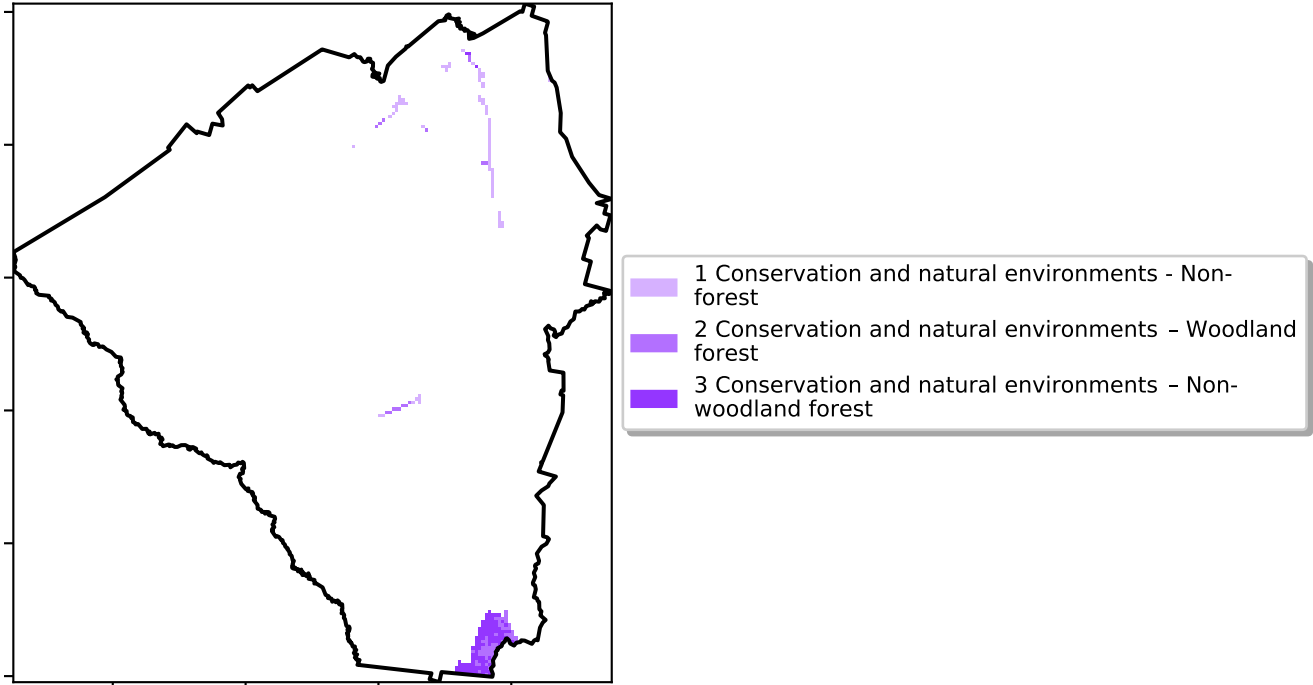 1 Conservation and natural environments - Non-
forest
2 Conservation and natural environments – Woodland
forest
3 Conservation and natural environments – Non-
woodland forest